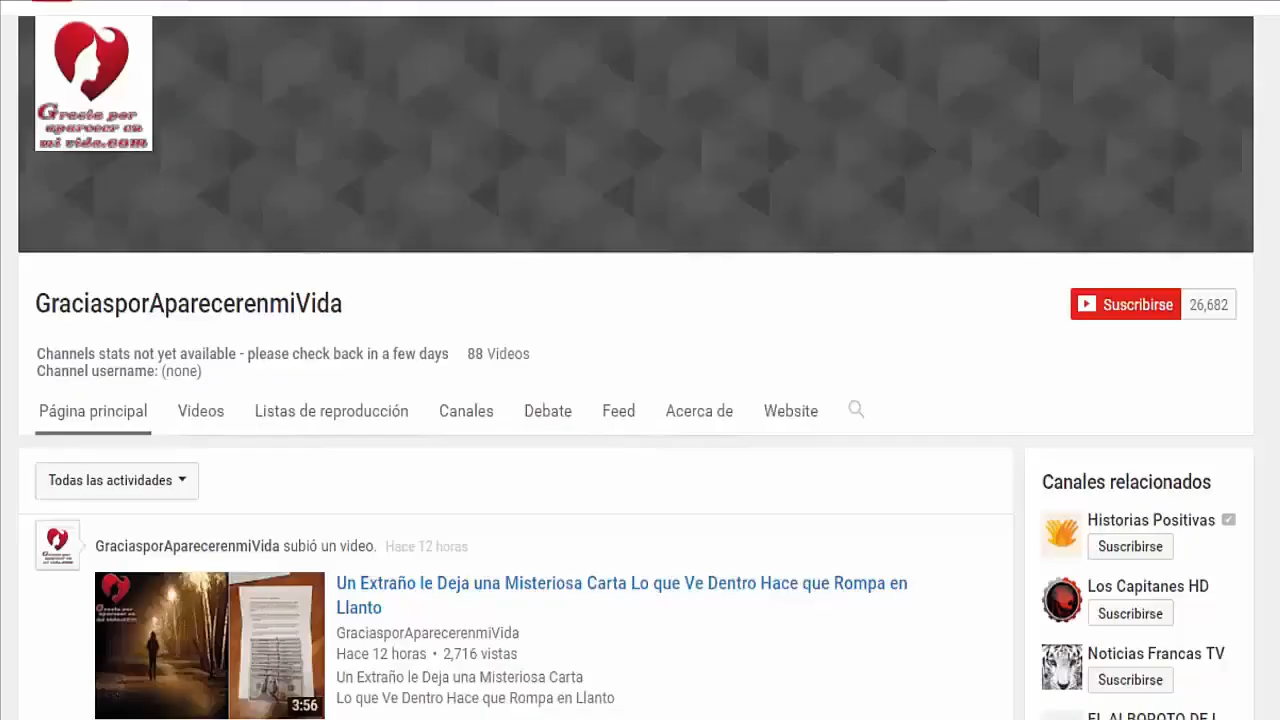 Gracias por
aparecer en
mi vida.com
GraciasporAparecerenmiVida
Suscribirse 26,682
Channels stats not yet available - please check back in a few days 88 Videos
Channel username: (none)
Página principal Videos Listas de reproducción Canales Debate Feed Acerca de Website
Todas las actividades
Canales relacionados
Historias Positivas
Suscribirse
GraciasporAparecerenmiVida subió un video. Hace 12 horas
Un Extraño le Deja una Misteriosa Carta Lo que Ve Dentro Hace que Rompa en
Llanto
GraciasporAparecerenmiVida
Hace 12 horas • 2,716 vistas
Un Extraño le Deja una Misteriosa Carta
Lo que Ve Dentro Hace que Rompa en Llanto
3:56
Los Capitanes HD
Suscribirse
Noticias Francas TV
Suscribirse